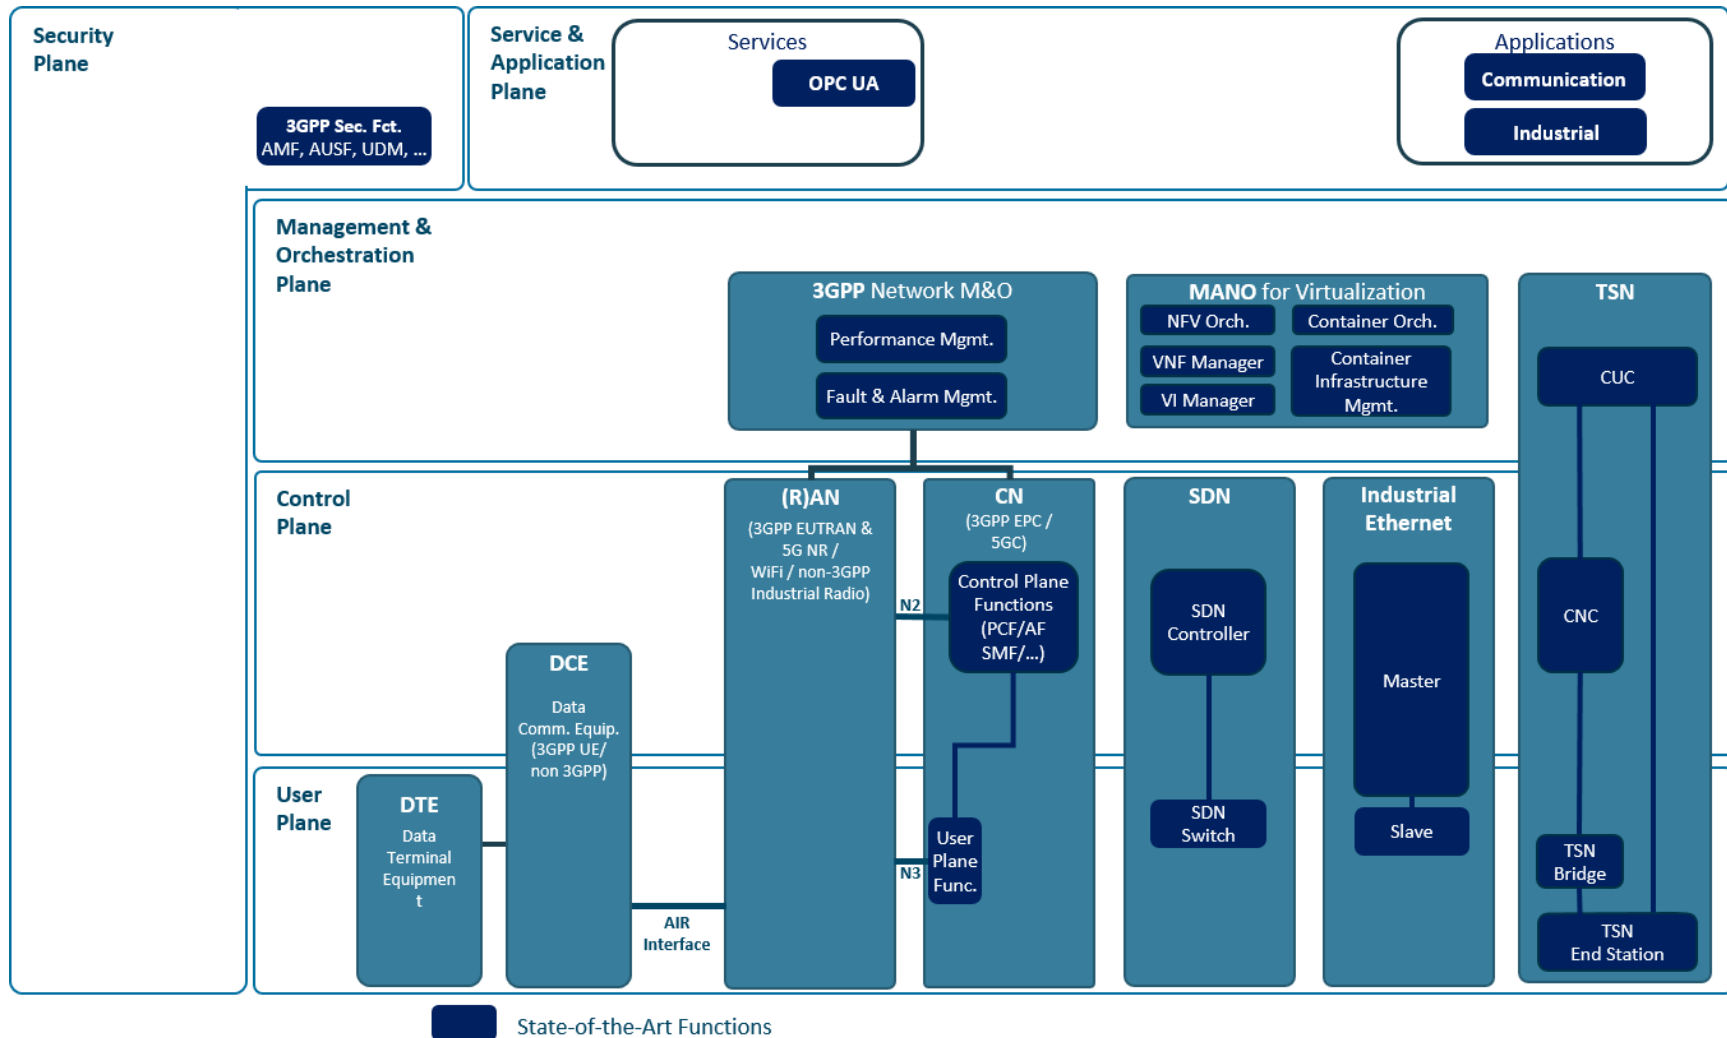 Security
Plane
3GPP Sec. Fct.
AMF, AUSF, UDM, ...
Service &
Application
Plane
Services
OPC UA
Applications
Communication
Industrial
Management &
Orchestration
Plane
3GPP Network M&O
Performance Mgmt.
Fault & Alarm Mgmt.
MANO for Virtualization
NFV Orch.
Container Orch.
VNF Manager
VI Manager
Container
Infrastructure
Mgmt.
TSN
CUC
Control
Plane
(R)AN
(3GPP EUTRAN &
5G NR /
WiFi / non-3GPP
Industrial Radio)
N2
CN
(3GPP EPC /
5GC)
Control Plane
Functions
(PCF/AF
SMF/...)
SDN
SDN
Controller
Industrial
Ethernet
Master
CNC
DCE
Data
Comm. Equip.
(3GPP UE/
non 3GPP)
User
Plane
DTE
Data
Terminal
Equipmen
t
AIR
Interface
N3
User
Plane
Func.
SDN
Switch
Slave
TSN
Bridge
TSN
End Station
State-of-the-Art Functions